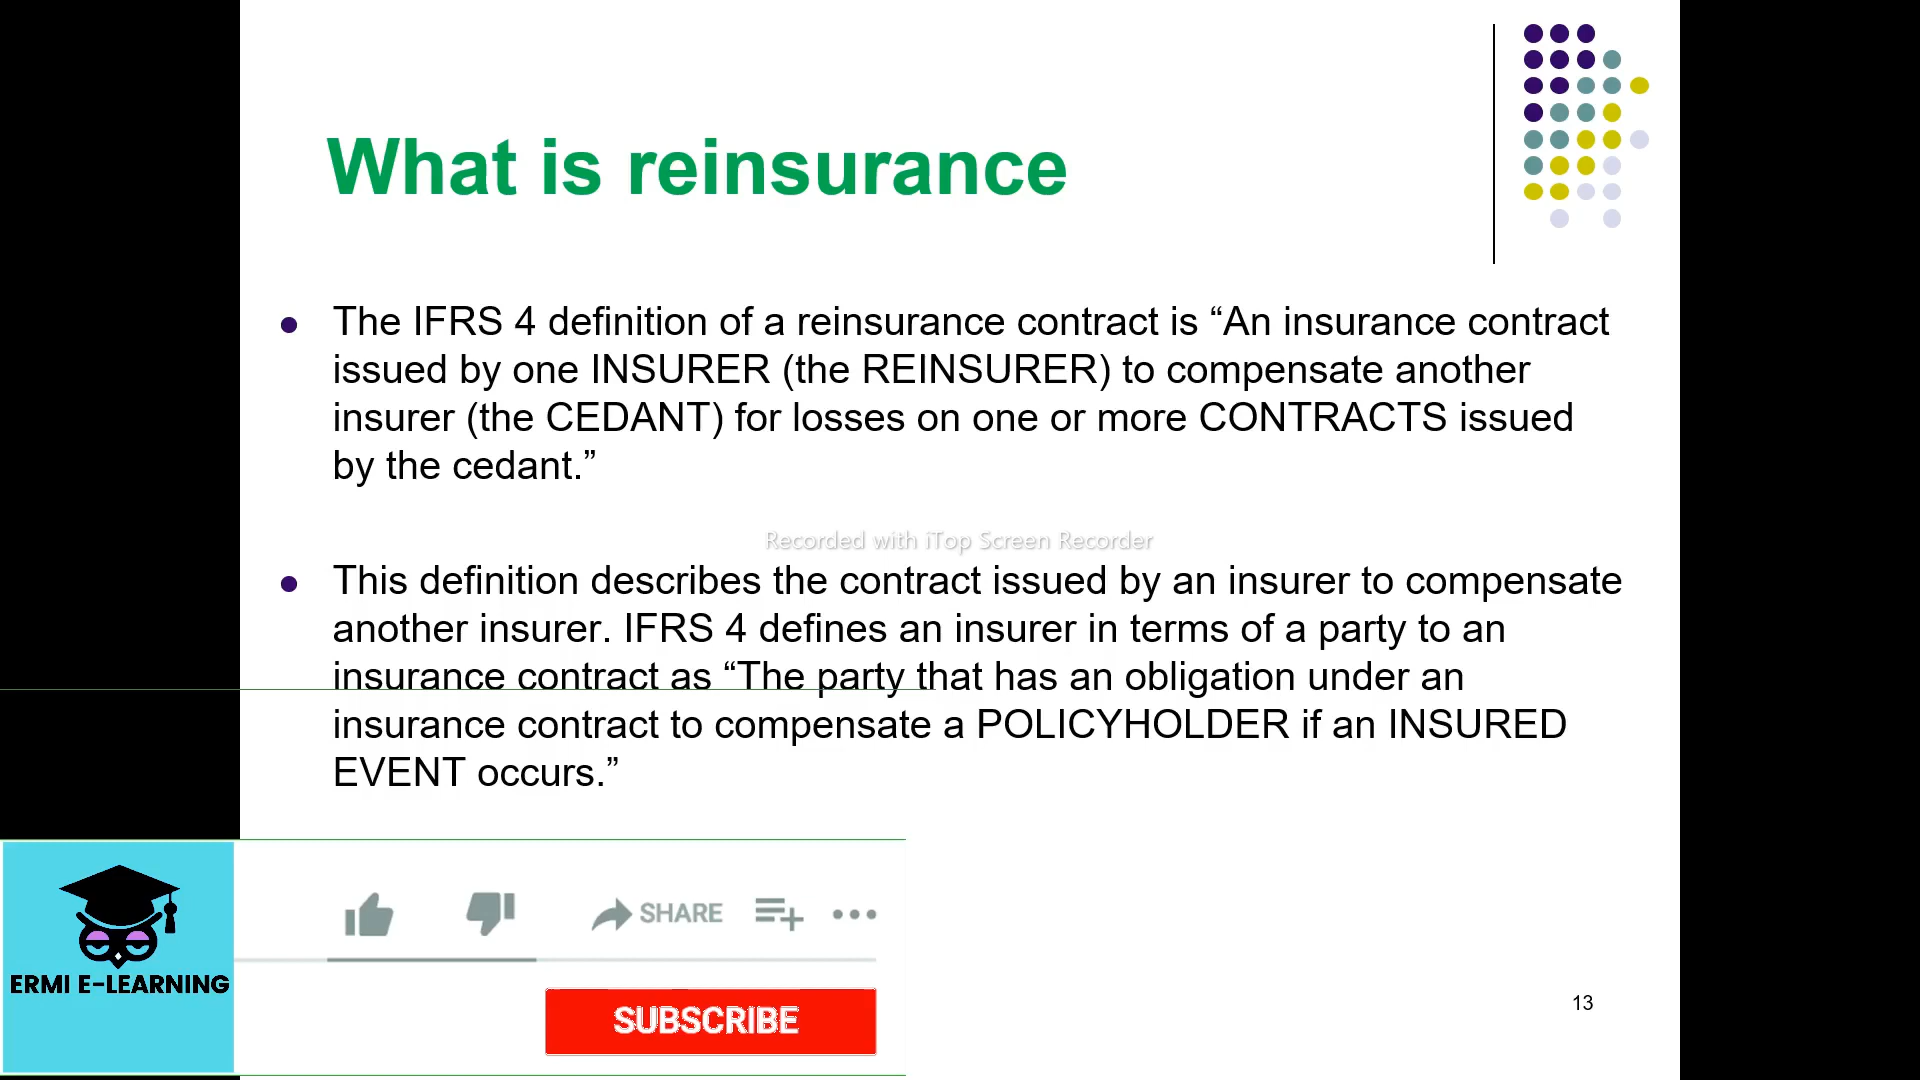 What is reinsurance
The IFRS 4 definition of a reinsurance contract is “An insurance contract
issued by one INSURER (the REINSURER) to compensate another
insurer (the CEDANT) for losses on one or more CONTRACTS issued
by the cedant.”
Recorded with iTop Screen Recorder
This definition describes the contract issued by an insurer to compensate
another insurer. IFRS 4 defines an insurer in terms of a party to an
insurance contract as “The party that has an obligation under an
insurance contract to compensate a POLICYHOLDER if an INSURED
EVENT occurs.”
SHARE
ERMI E-LEARNING
SUBSCRIBE
13